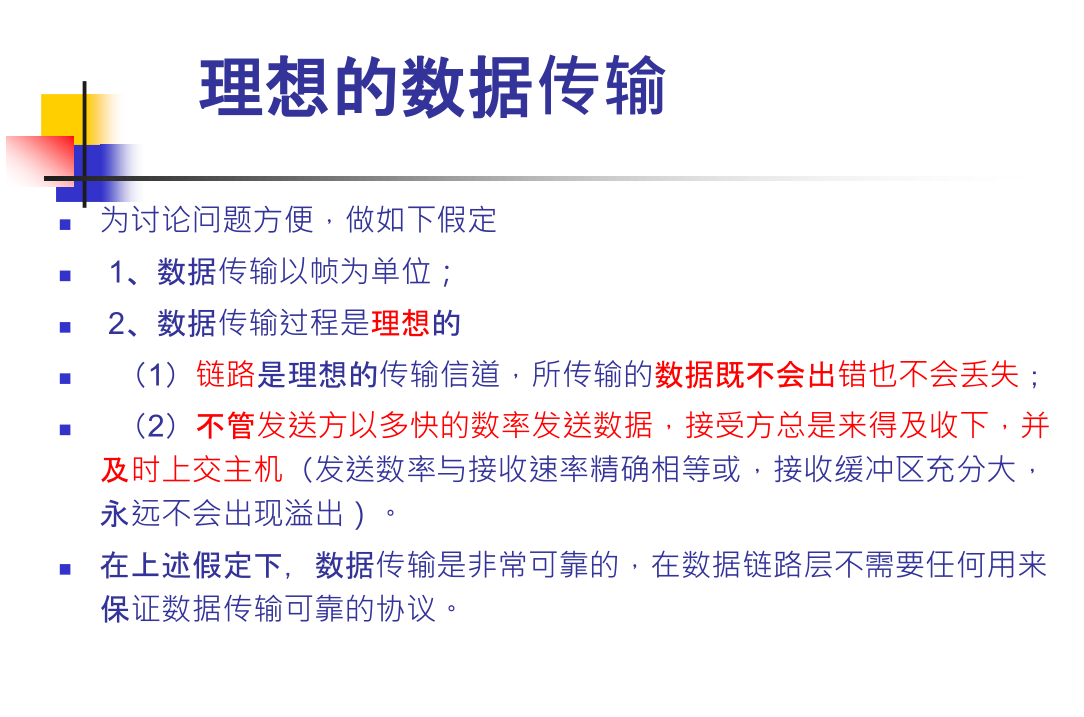 理想的数据传输
为讨论问题方便，做如下假定
1、数据传输以帧为单位；
2、数据传输过程是理想的
（1）链路是理想的传输信道，所传输的数据既不会出错也不会丢失；
（2）不管发送方以多快的数率发送数据，接受方总是来得及收下，并
及时上交主机（发送数率与接收速率精确相等或，接收缓冲区充分大，
永远不会出现溢出）。
在上述假定下，数据传输是非常可靠的，在数据链路层不需要任何用来
保证数据传输可靠的协议。